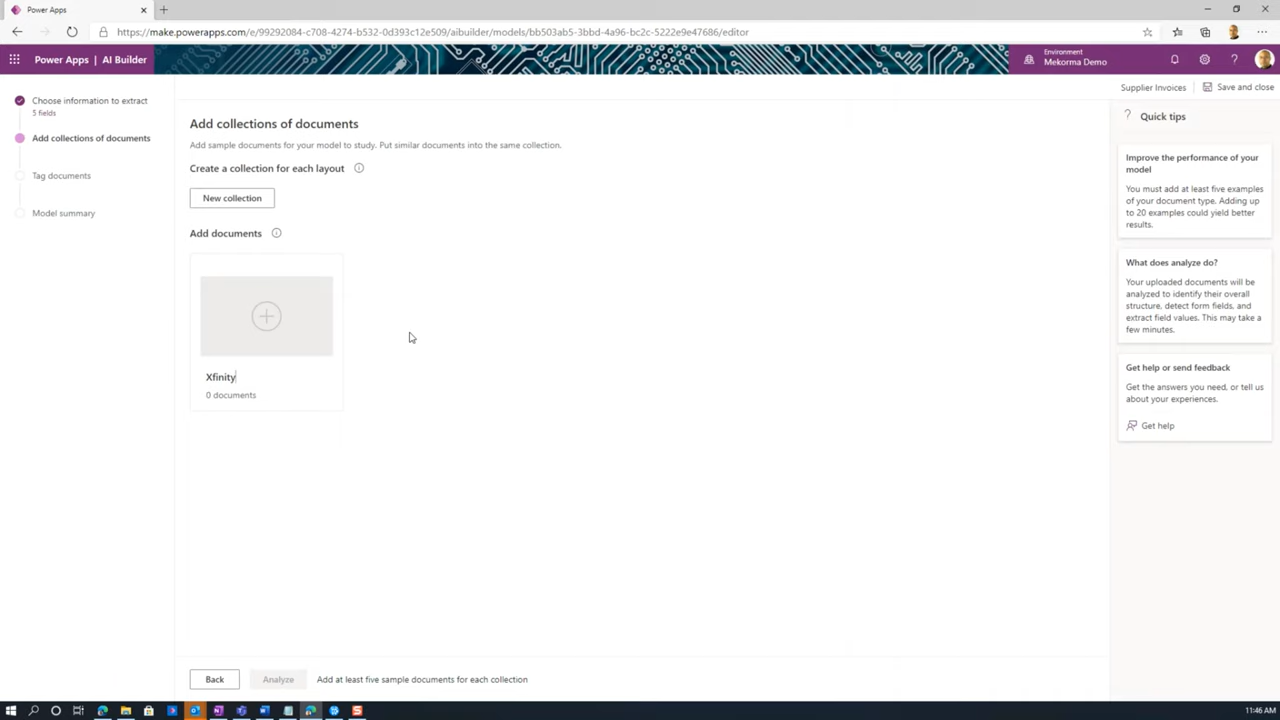 Power Apps
https://make.powerapps.com/e/99292084-c708-4274-b532-0d393c12e509/aibuilder/models/bb503ab5-3bbd-4a96-bc2c-5222e9e47686/editor
Power Apps | AI Builder
Environment
Mekorma Demo
Supplier Invoices
Save and close
Choose information to extract
5 fields
Add collections of documents
Tag documents
Model summary
Add collections of documents
Add sample documents for your model to study. Put similar documents into the same collection.
Create a collection for each layout
New collection
Add documents
Xfinity
0 documents
Quick tips
Improve the performance of your
model
You must add at least five examples
of your document type. Adding up
to 20 examples could yield better
results.
What does analyze do?
Your uploaded documents will be
analyzed to identify their overall
structure, detect form fields, and
extract field values. This may take a
few minutes.
Get help or send feedback
Get the answers you need, or tell us
about your experiences.
Get help
Back
Analyze
Add at least five sample documents for each collection
11:46 AM